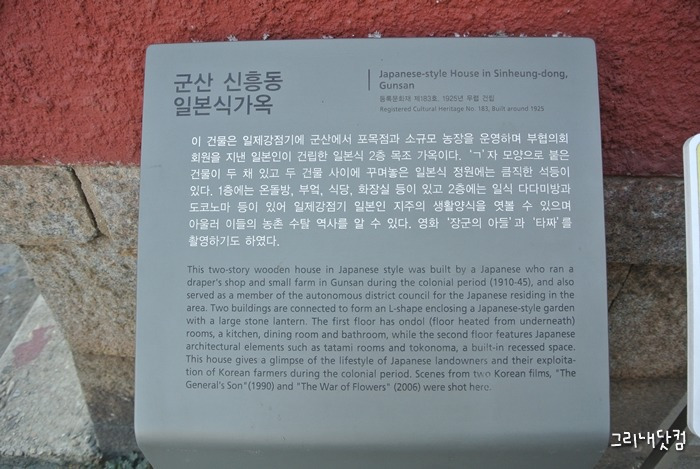 군산 신흥동
일본식가옥
Japanese-style House in Sinheung-dong,
Gunsan
등록문화재 제183호, 1925년 무렵 건립
Registered Cultural Heritage No. 183, Built around 1925
이 건물은 일제강점기에 군산에서 포목점과 소규모 농장을 운영하며 부협의회
회원을 지낸 일본인이 건립한 일본식 2층 목조 가옥이다. 'ㄱ'자 모양으로 붙은
건물이 두 채 있고 두 건물 사이에 꾸며놓은 일본식 정원에는 큼직한 석등이
있다. 1층에는 온돌방, 부엌, 식당, 화장실 등이 있고 2층에는 일식 다다미방과
도코노마 등이 있어 일제강점기 일본인 지주의 생활양식을 엿볼 수 있으며
아울러 이들의 농촌 수탈 역사를 알 수 있다. 영화 '장군의 아들'과 '타짜'를
촬영하기도 하였다.
This two-story wooden house in Japanese style was built by a Japanese who ran a
draper's shop and small farm in Gunsan during the colonial period (1910-45), and also
served as a member of the autonomous district council for the Japanese residing in the
area. Two buildings are connected to form an L-shape enclosing a Japanese-style garden
with a large stone lantern. The first floor has ondol (floor heated from underneath)
rooms, a kitchen, dining room and bathroom, while the second floor features Japanese
architectural elements such as tatami rooms and tokonoma, a built-in recessed space.
This house gives a glimpse of the lifestyle of Japanese landowners and their exploita-
tion of Korean farmers during the colonial period. Scenes from two Korean films, "The
General's Son"(1990) and "The War of Flowers" (2006) were shot here.
그리내닷컴